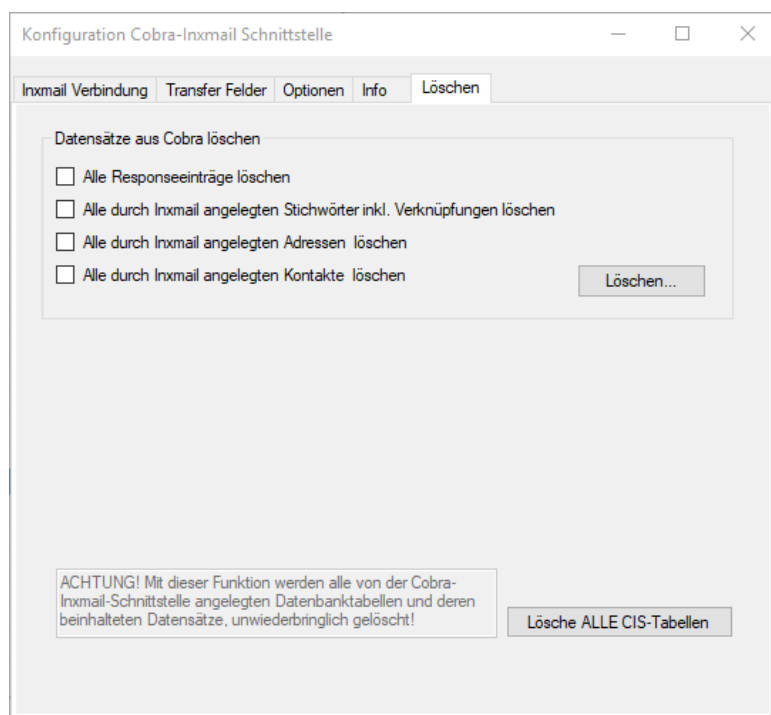 Konfiguration Cobra-Inxmail Schnittstelle
Inxmail Verbindung Transfer Felder Optionen Info Löschen
Datensätze aus Cobra löschen
Alle Responseeinträge löschen
Alle durch Inxmail angelegten Stichwörter inkl. Verknüpfungen löschen
Alle durch Inxmail angelegten Adressen löschen
Alle durch Inxmail angelegten Kontakte löschen
Löschen...
ACHTUNG! Mit dieser Funktion werden alle von der Cobra-
Inxmail-Schnittstelle angelegten Datenbanktabellen und deren
beinhalteten Datensätze, unwiederbringlich gelöscht!
Lösche ALLE CIS-Tabellen